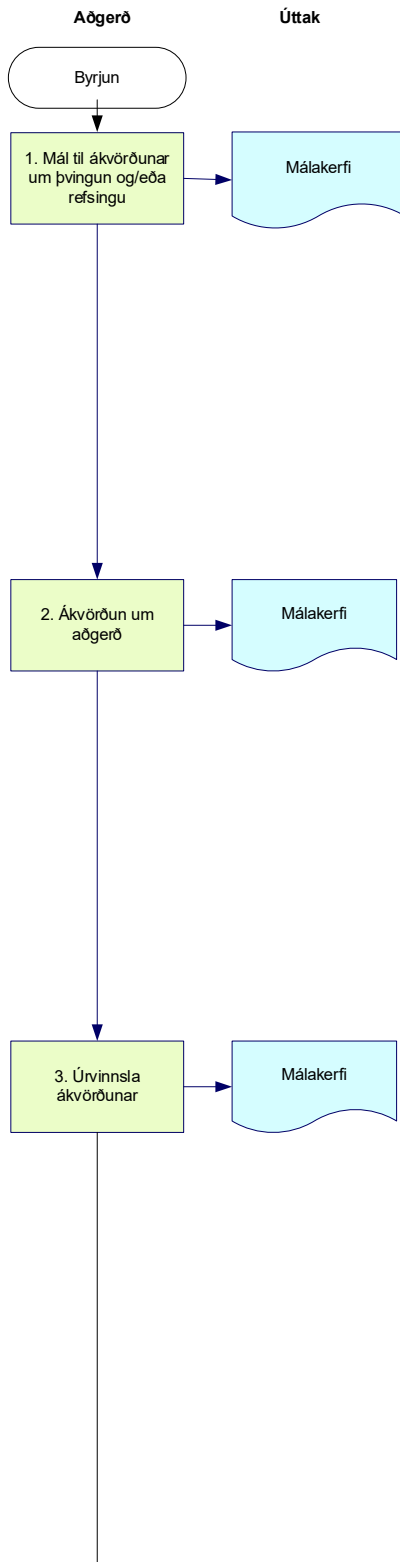 Aðgerð
Úttak
Byrjun
1. Mál til ákvörðunar
um þvingun og/eða
refsingu
Málakerfi
2. Ákvörðun um
aðgerð
Málakerfi
3. Úrvinnsla
ákvörðunar
Málakerfi